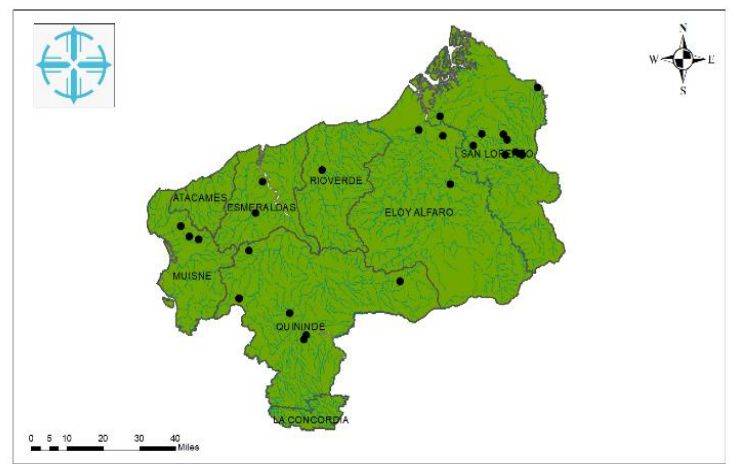 N
W E
S
SAN LORENZO
RIOVERDE
ATACAMES
ESMERALDAS
ELOY ALFARO
MUISNE
QUININDE
LA CONCORDIA
0 5 10 20 30 40
Miles